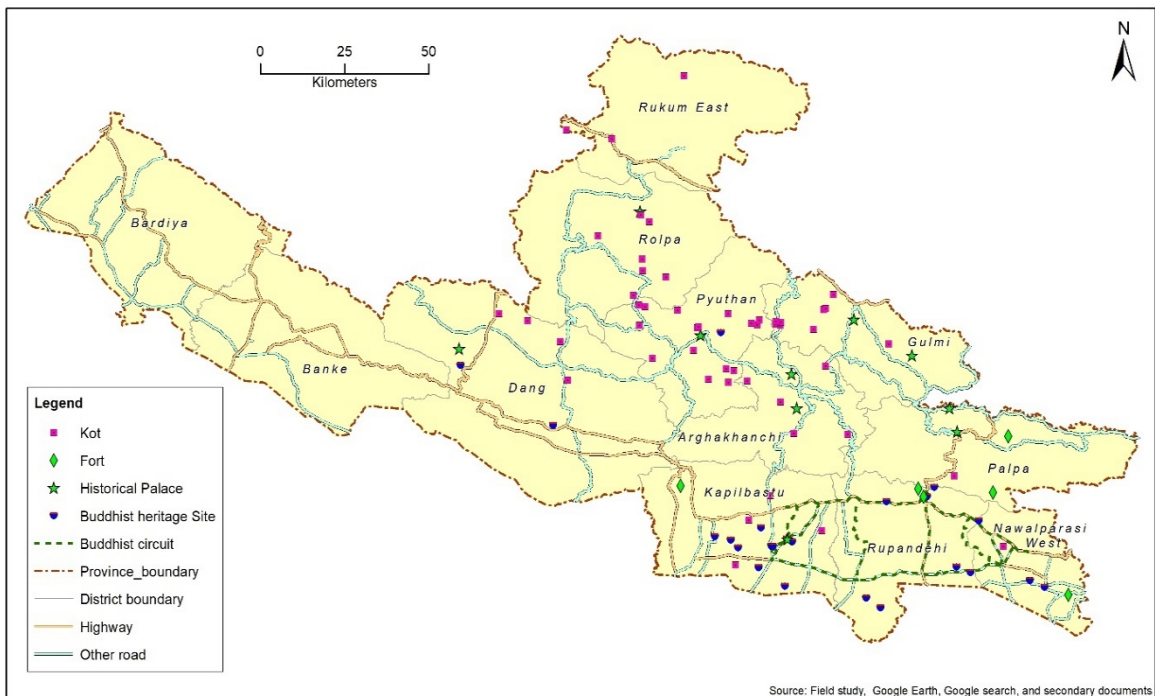 0 25 50
Kilometers
N
Rukum East
Bardiya
Rolpa
Pyuthan
Gulmi
Banke
Dang
Arghakhanchi
Palpa
Kapilbastu
Nawalparasi
West
Rupandehi
Legend
Kot
Fort
Historical Palace
Buddhist heritage Site
Buddhist circuit
Province_boundary
District boundary
Highway
Other road
Source: Field study, Google Earth, Google search, and secondary documents